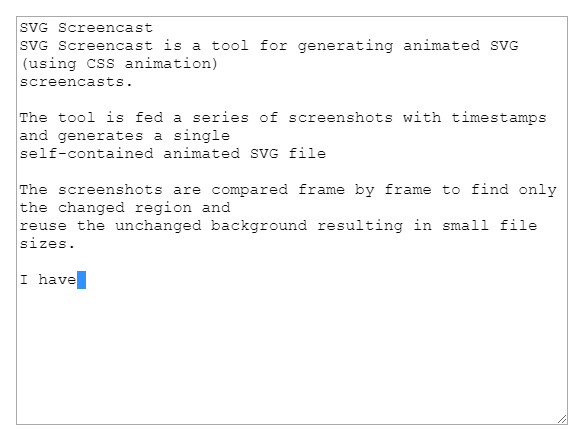 SVG Screencast
SVG Screencast is a tool for generating animated SVG
(using CSS animation)
screencasts.
The tool is fed a series of screenshots with timestamps
and generates a single
self-contained animated SVG file
The screenshots are compared frame by frame to find only
the changed region and
reuse the unchanged background resulting in small file
sizes.
I have